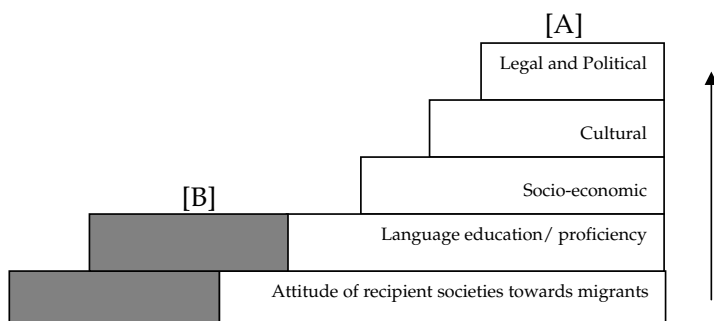 [A]
Legal and Political
Cultural
Socio-economic
[B]
Language education/ proficiency
Attitude of recipient societies towards migrants